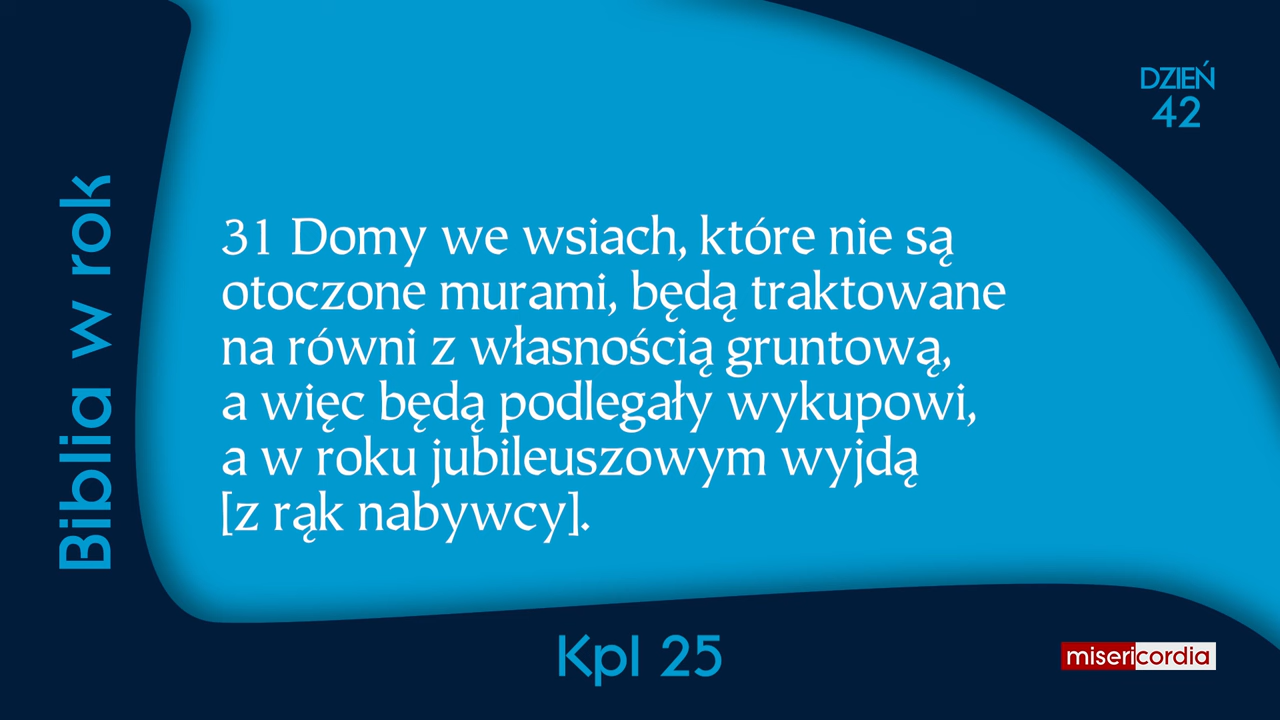 DZIEŃ
42
Biblia w rok
31 Domy we wsiach, które nie są
otoczone murami, będą traktowane
na równi z własnością gruntową,
a więc będą podlegały wykupowi,
a w roku jubileuszowym wyjdą
[z rąk nabywcy].
Kpl 25
misericordia